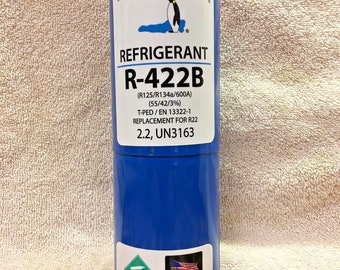 REFRIGERANT
R-422B
(R125/R134a/600A)
(55/42/3%)
T-PED / EN 13322-1
REPLACEMENT FOR R22
2.2, UN3163